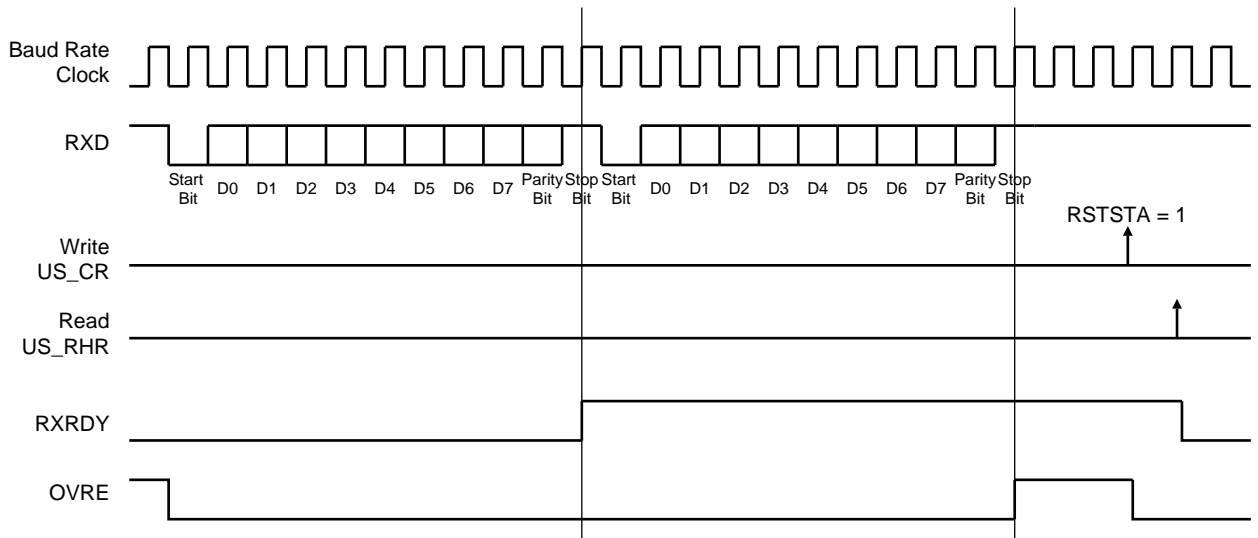 Baud Rate
Clock
RXD
Start
Bit
D0 D1 D2 D3 D4 D5 D6 D7
Parity
Bit
Stop
Bit
Start
Bit
D0 D1 D2 D3 D4 D5 D6 D7
Parity
Bit
Stop
Bit
RSTSTA = 1
Write
US_CR
Read
US_RHR
RXRDY
OVRE